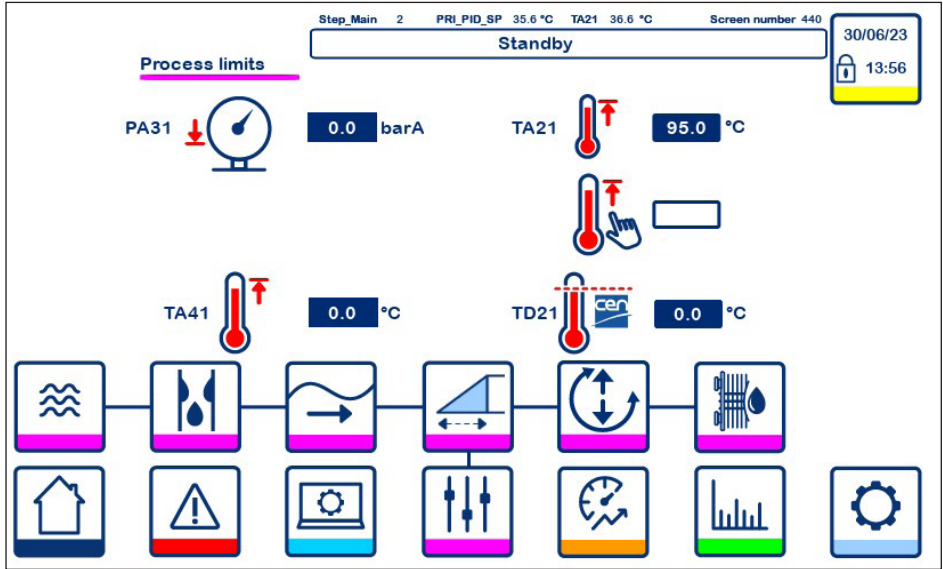 Step_Main 2 PRI_PID_SP 35.6 °C TA21 36.6 °C Screen number 440
Standby
30/06/23
13:56
Process limits
PA31 0.0 barA
TA21 95.0 °C
TA41 0.0 °C
TD21 cen 0.0 °C